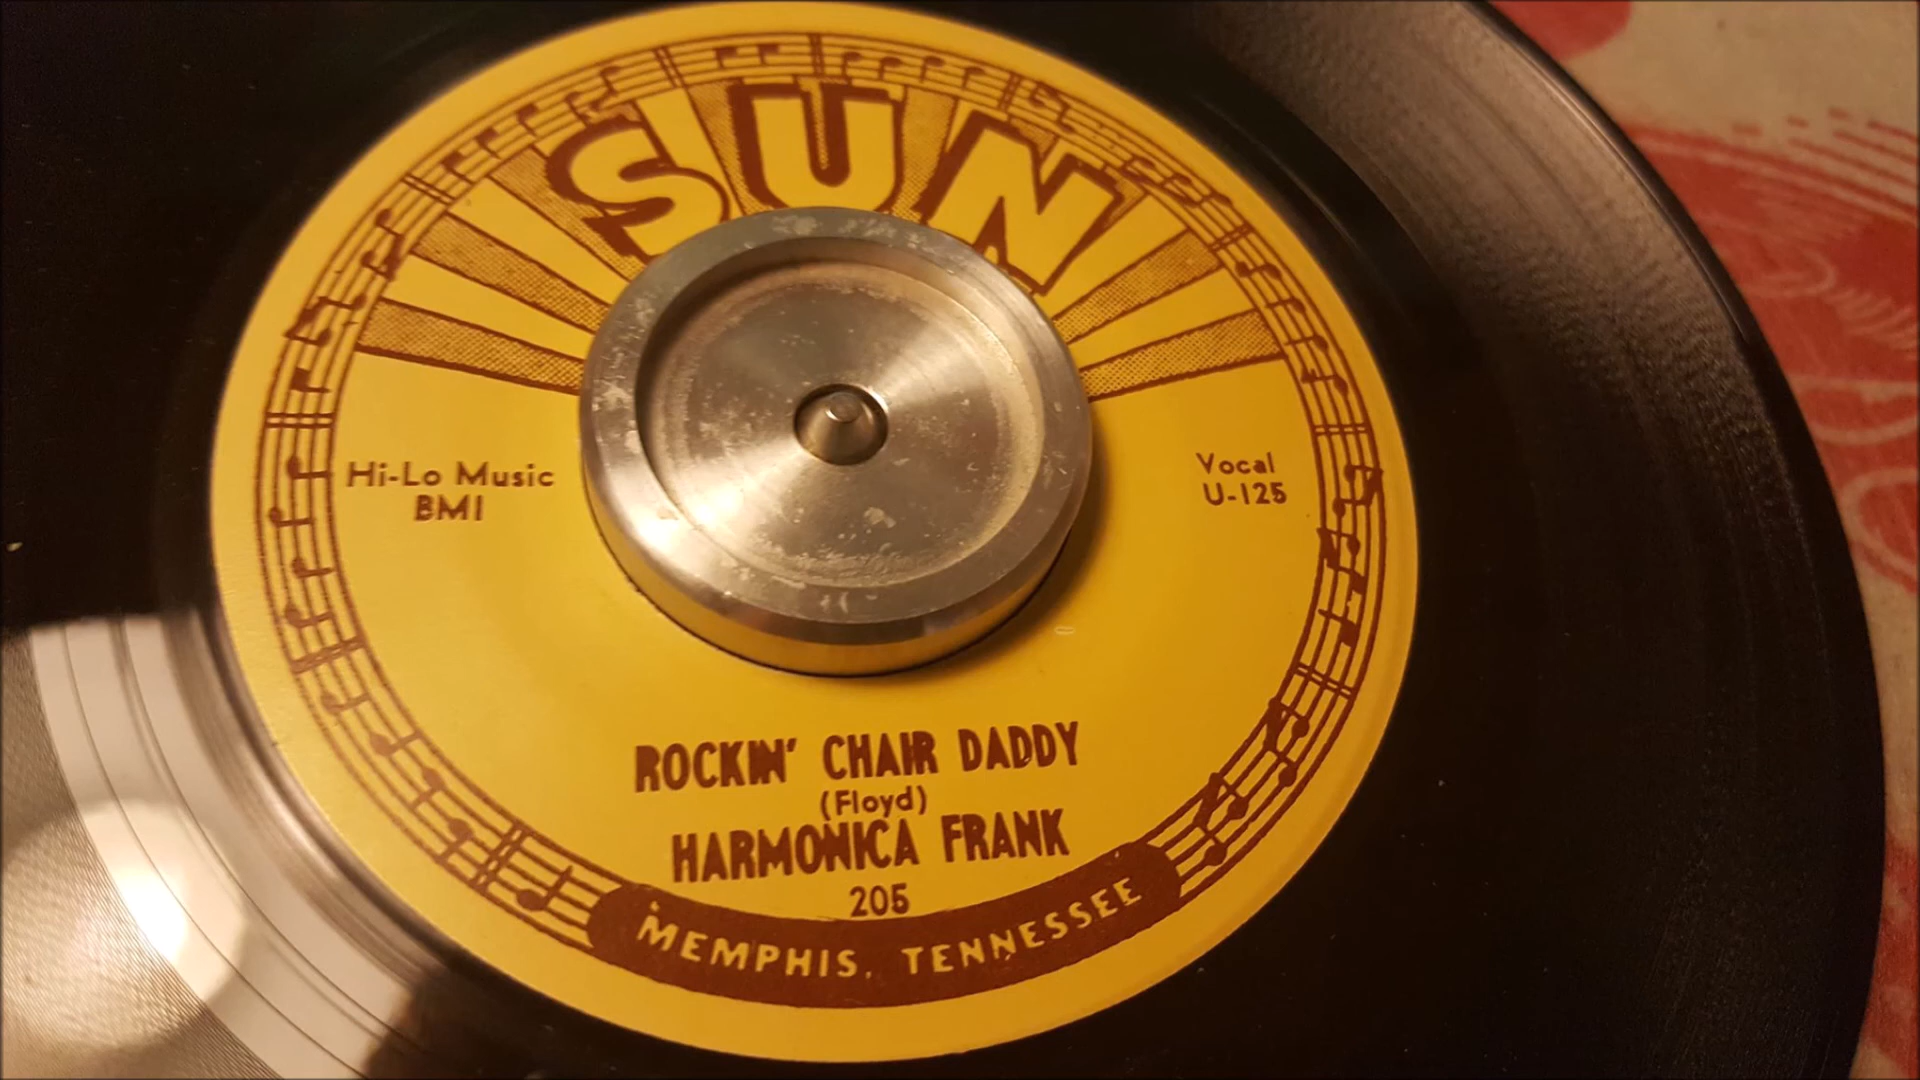 SUN
Hi-Lo Music
BMI
Vocal
U-125
ROCKIN' CHAIR DADDY
(Floyd)
HARMONICA FRANK
205
MEMPHIS, TENNESSEE